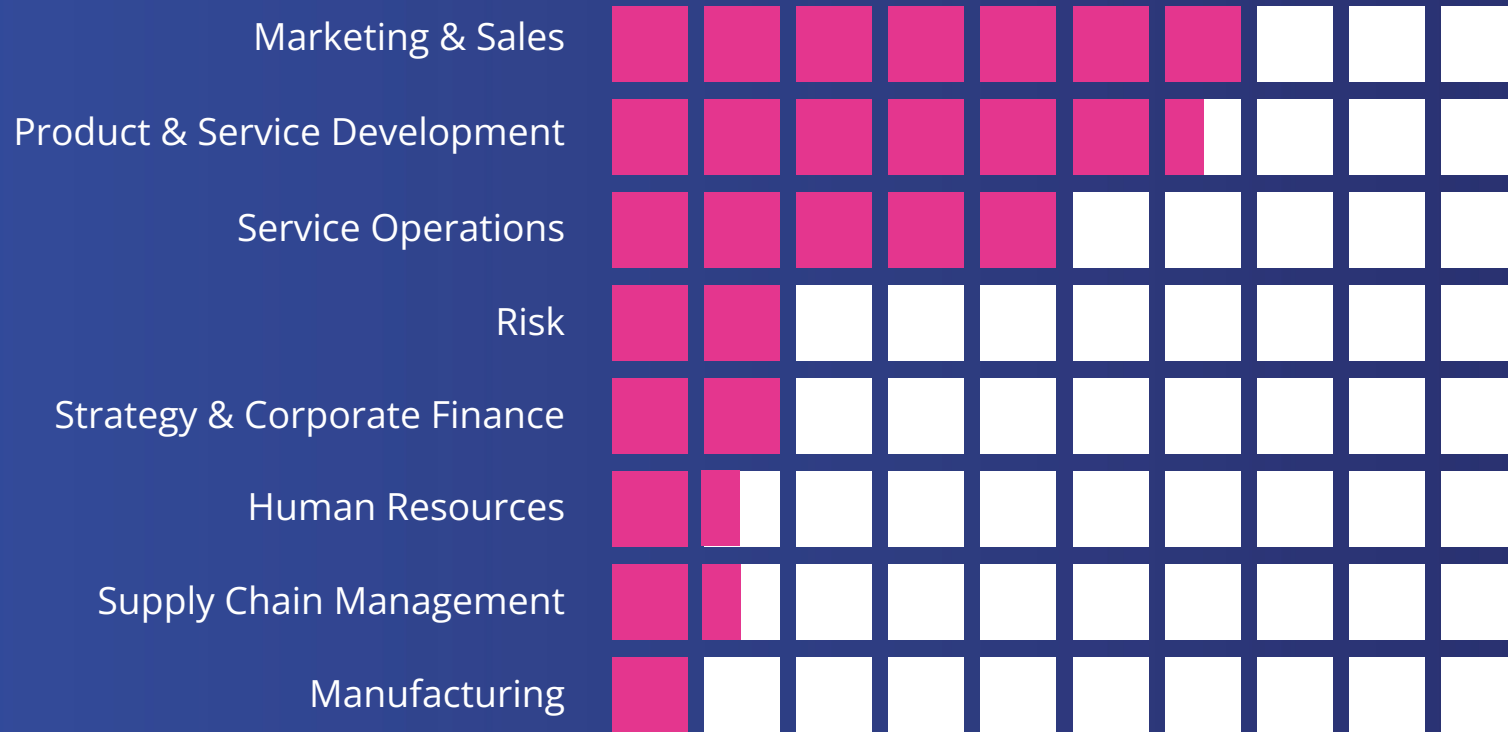 Marketing & Sales
Product & Service Development
Service Operations
Risk
Strategy & Corporate Finance
Human Resources
Supply Chain Management
Manufacturing